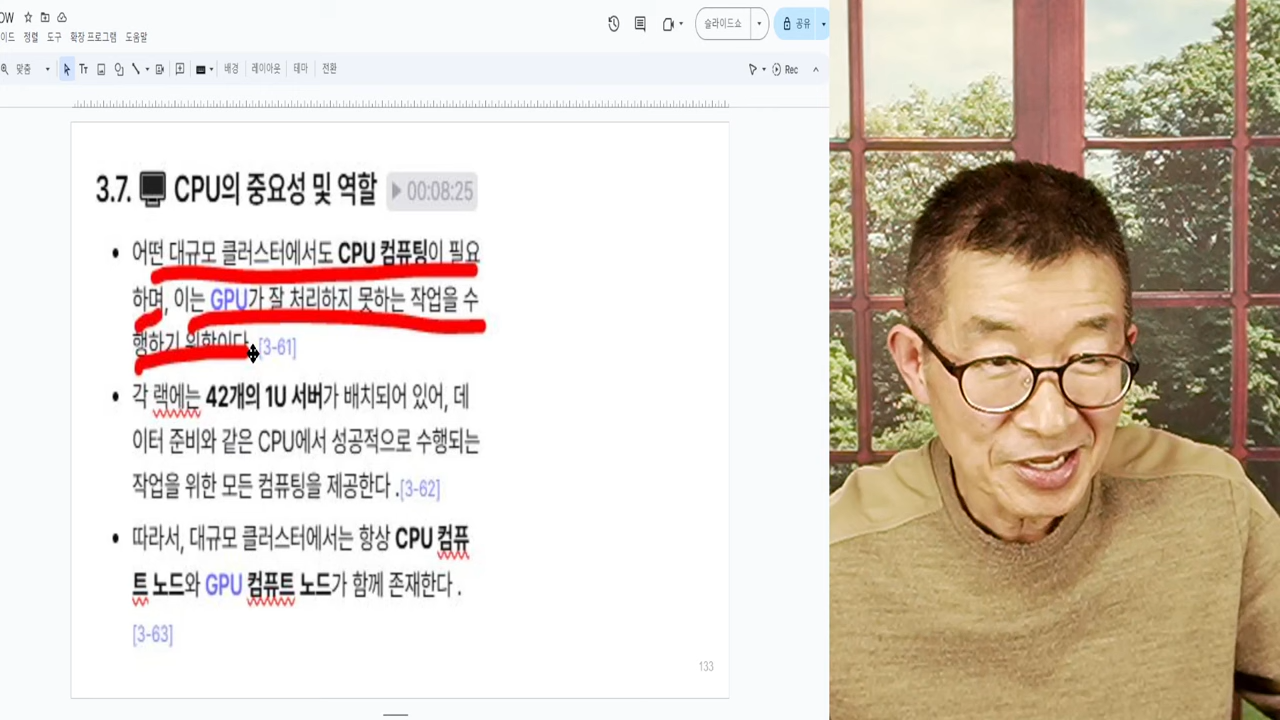 OW
이드 정렬 도구 확장 프로그램 도움말
슬라이드쇼
공유
맞춤
Tr
배경 레이아웃 테마 전환
Rec
3.7. CPU의 중요성 및 역할 00:08:25
• 어떤 대규모 클러스터에서도 CPU 컴퓨팅이 필요
하며, 이는 GPU가 잘 처리하지 못하는 작업을 수
행하기 위함이다 [3-61]
• 각 랙에는 42개의 1U 서버가 배치되어 있어, 데
이터 준비와 같은 CPU에서 성공적으로 수행되는
작업을 위한 모든 컴퓨팅을 제공한다 .[3-62]
• 따라서, 대규모 클러스터에서는 항상 CPU 컴퓨
트 노드와 GPU 컴퓨트 노드가 함께 존재한다 .
[3-63]
133